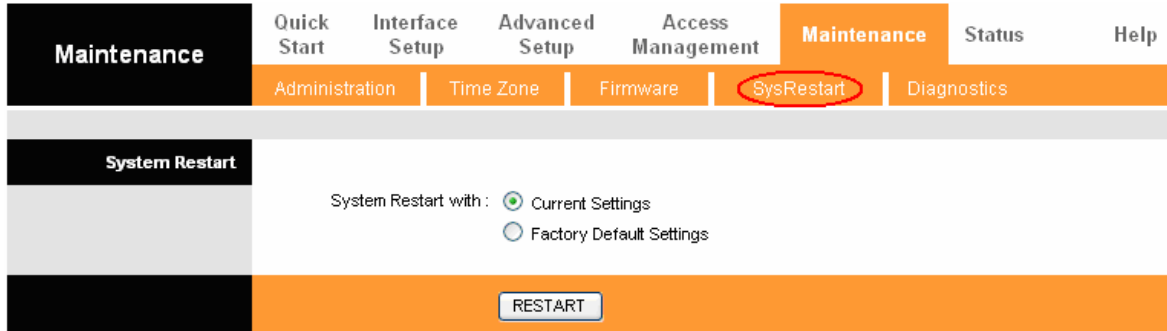 Maintenance
Quick Start
Interface Setup
Advanced Setup
Access Management
Maintenance
Status
Help
Administration
Time Zone
Firmware
SysRestart
Diagnostics
System Restart
System Restart with :
Current Settings
Factory Default Settings
RESTART